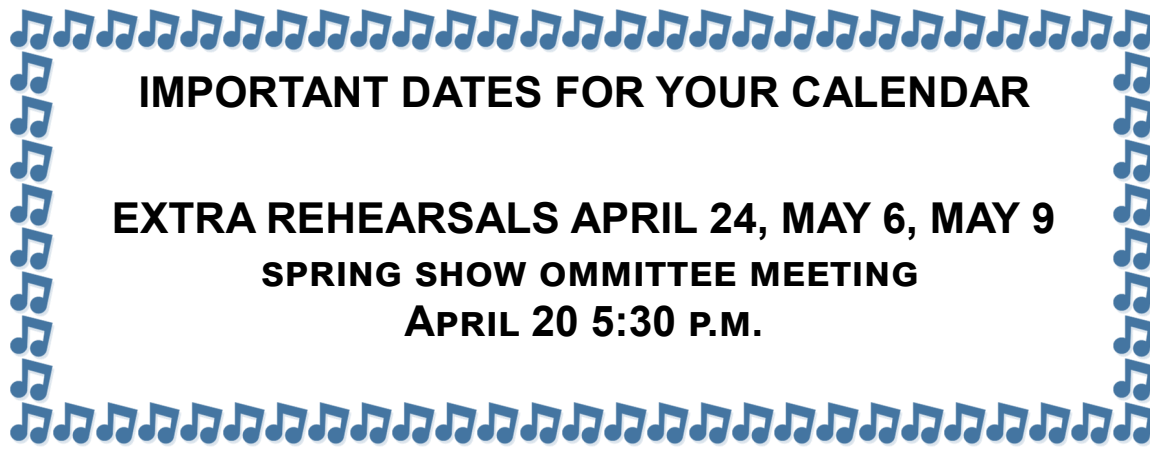 IMPORTANT DATES FOR YOUR CALENDAR
EXTRA REHEARSALS APRIL 24, MAY 6, MAY 9
SPRING SHOW OMMITTEE MEETING
APRIL 20 5:30 P.M.